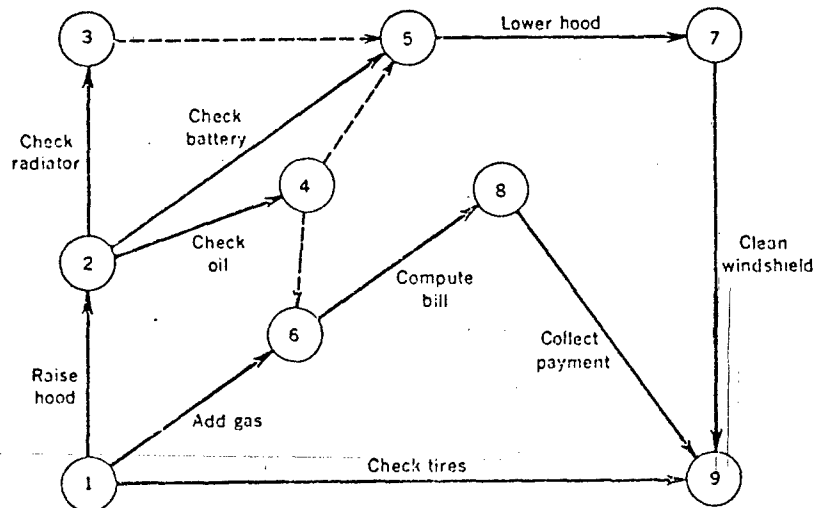 3
5
Lower hood
7
Check
battery
Check
radiator
4
8
Check
oil
2
Clean
windshield
Compute
bill
6
Collect
payment
Raise
hood
Add gas
Check tires
1
9